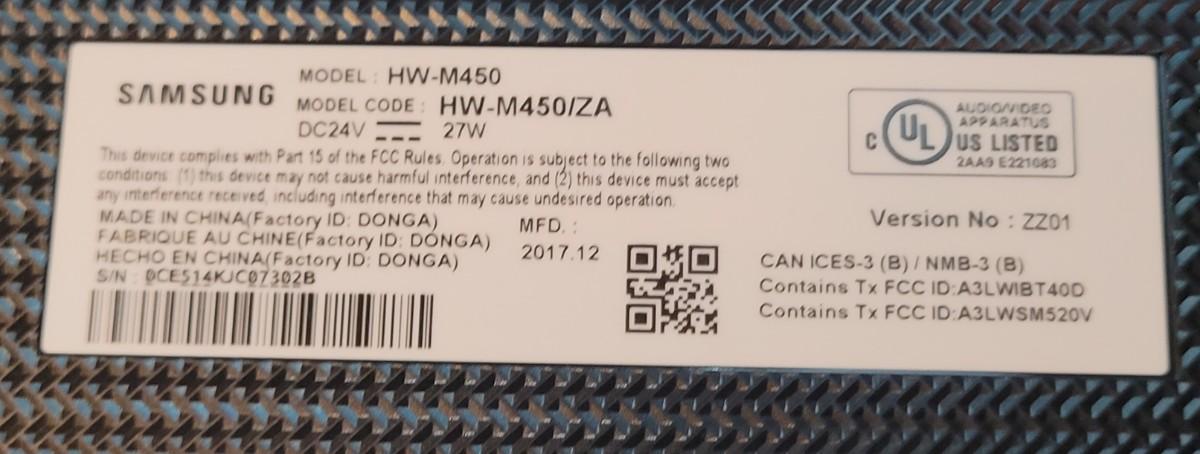 SAMSUNG
MODEL : HW-M450
MODEL CODE : HW-M450/ZA
DC24V 27W
This device complies with Part 15 of the FCC Rules. Operation is subject to the following two
conditions: (1) this device may not cause harmful interference, and (2) this device must accept
any interference received, including interference that may cause undesired operation.
MADE IN CHINA(Factory ID: DONGA)
FABRIQUE AU CHINE(Factory ID: DONGA)
HECHO EN CHINA(Factory ID: DONGA)
S/N : 0CE514KJC07302B
MFD. :
2017.12
C UL US LISTED
AUDIO/VIDEO
APPARATUS
2AA9 E221083
Version No : ZZ01
CAN ICES-3 (B) / NMB-3 (B)
Contains Tx FCC ID:A3LWIBT40D
Contains Tx FCC ID:A3LWSM520V